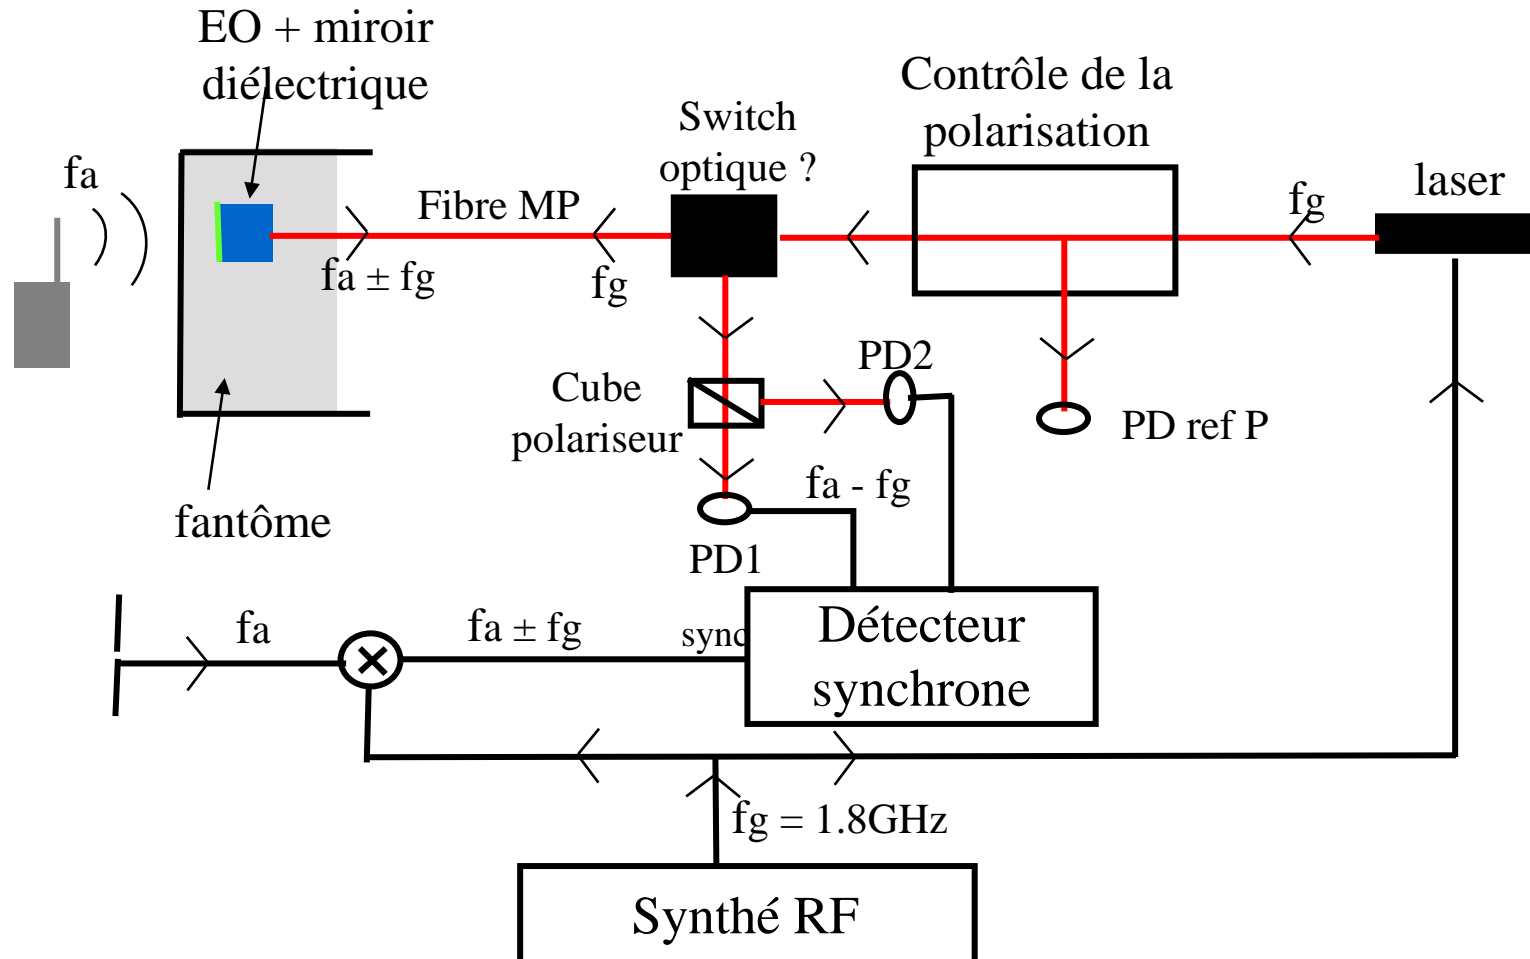 EO + miroir
diélectrique
Contrôle de la
polarisation
Switch
optique ?
laser
fa
Fibre MP
fg
fa ± fg
fg
PD2
Cube
polariseur
PD ref P
fa - fg
fantôme
PD1
fa
fa ± fg
sync
Détecteur
synchrone
fg = 1.8GHz
Synthé RF